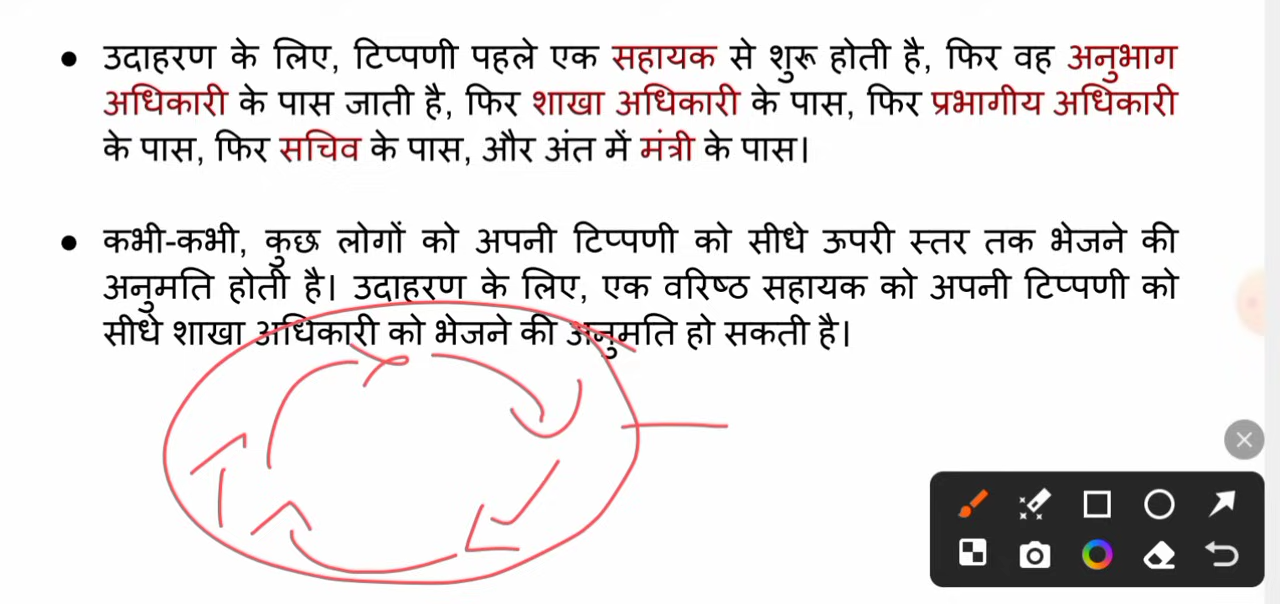 ● उदाहरण के लिए, टिप्पणी पहले एक सहायक से शुरू होती है, फिर वह अनुभाग
अधिकारी के पास जाती है, फिर शाखा अधिकारी के पास, फिर प्रभागीय अधिकारी
के पास, फिर सचिव के पास, और अंत में मंत्री के पास।
● कभी-कभी, कुछ लोगों को अपनी टिप्पणी को सीधे ऊपरी स्तर तक भेजने की
अनुमति होती है। उदाहरण के लिए, एक वरिष्ठ सहायक को अपनी टिप्पणी को
सीधे शाखा अधिकारी को भेजने की अनुमति हो सकती है।